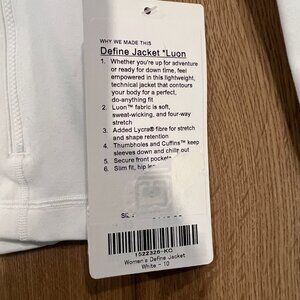 WHY WE MADE THIS
Define Jacket *Luon
1. Whether you're up for adventure
or ready for down time, feel
empowered in this lightweight,
technical jacket that contours
your body for a perfect,
do-anything fit
2. Luon™ fabric is soft,
sweat-wicking, and four-way
stretch
3. Added Lycra® fibre for stretch
and shape retention
4. Thumbholes and Cuffins™ keep
sleeves down and chill out
5. Secure front pockets
6. Slim fit, hip
1522326-KC
Women's Define Jacket
White - 10